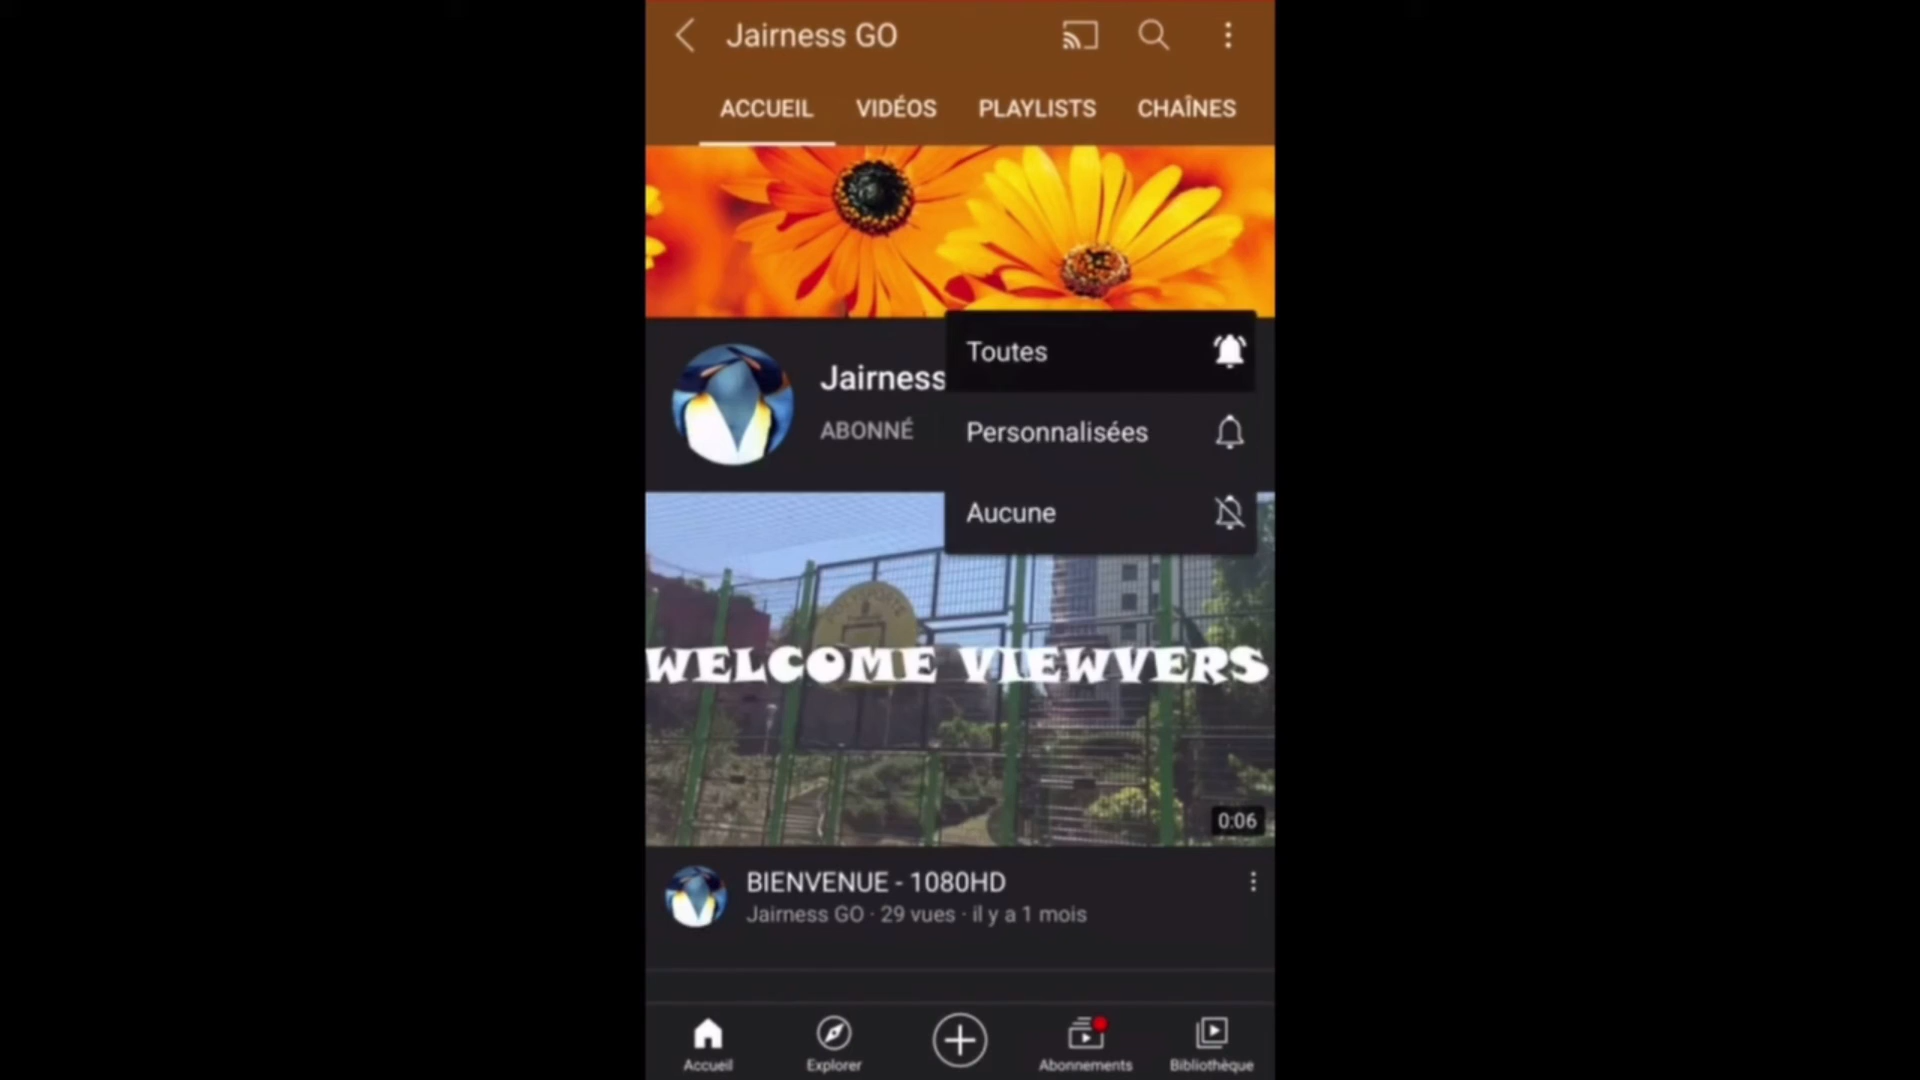 Jairness GO
ACCUEIL VIDÉOS PLAYLISTS CHAÎNES
Toutes
Jairness
Personnalisées
ABONNÉ
Aucune
WELCOME VIEWVERS
0:06
BIENVENUE - 1080HD
Jairness GO · 29 vues · il y a 1 mois
Accueil Explorer Abonnements Bibliothèque